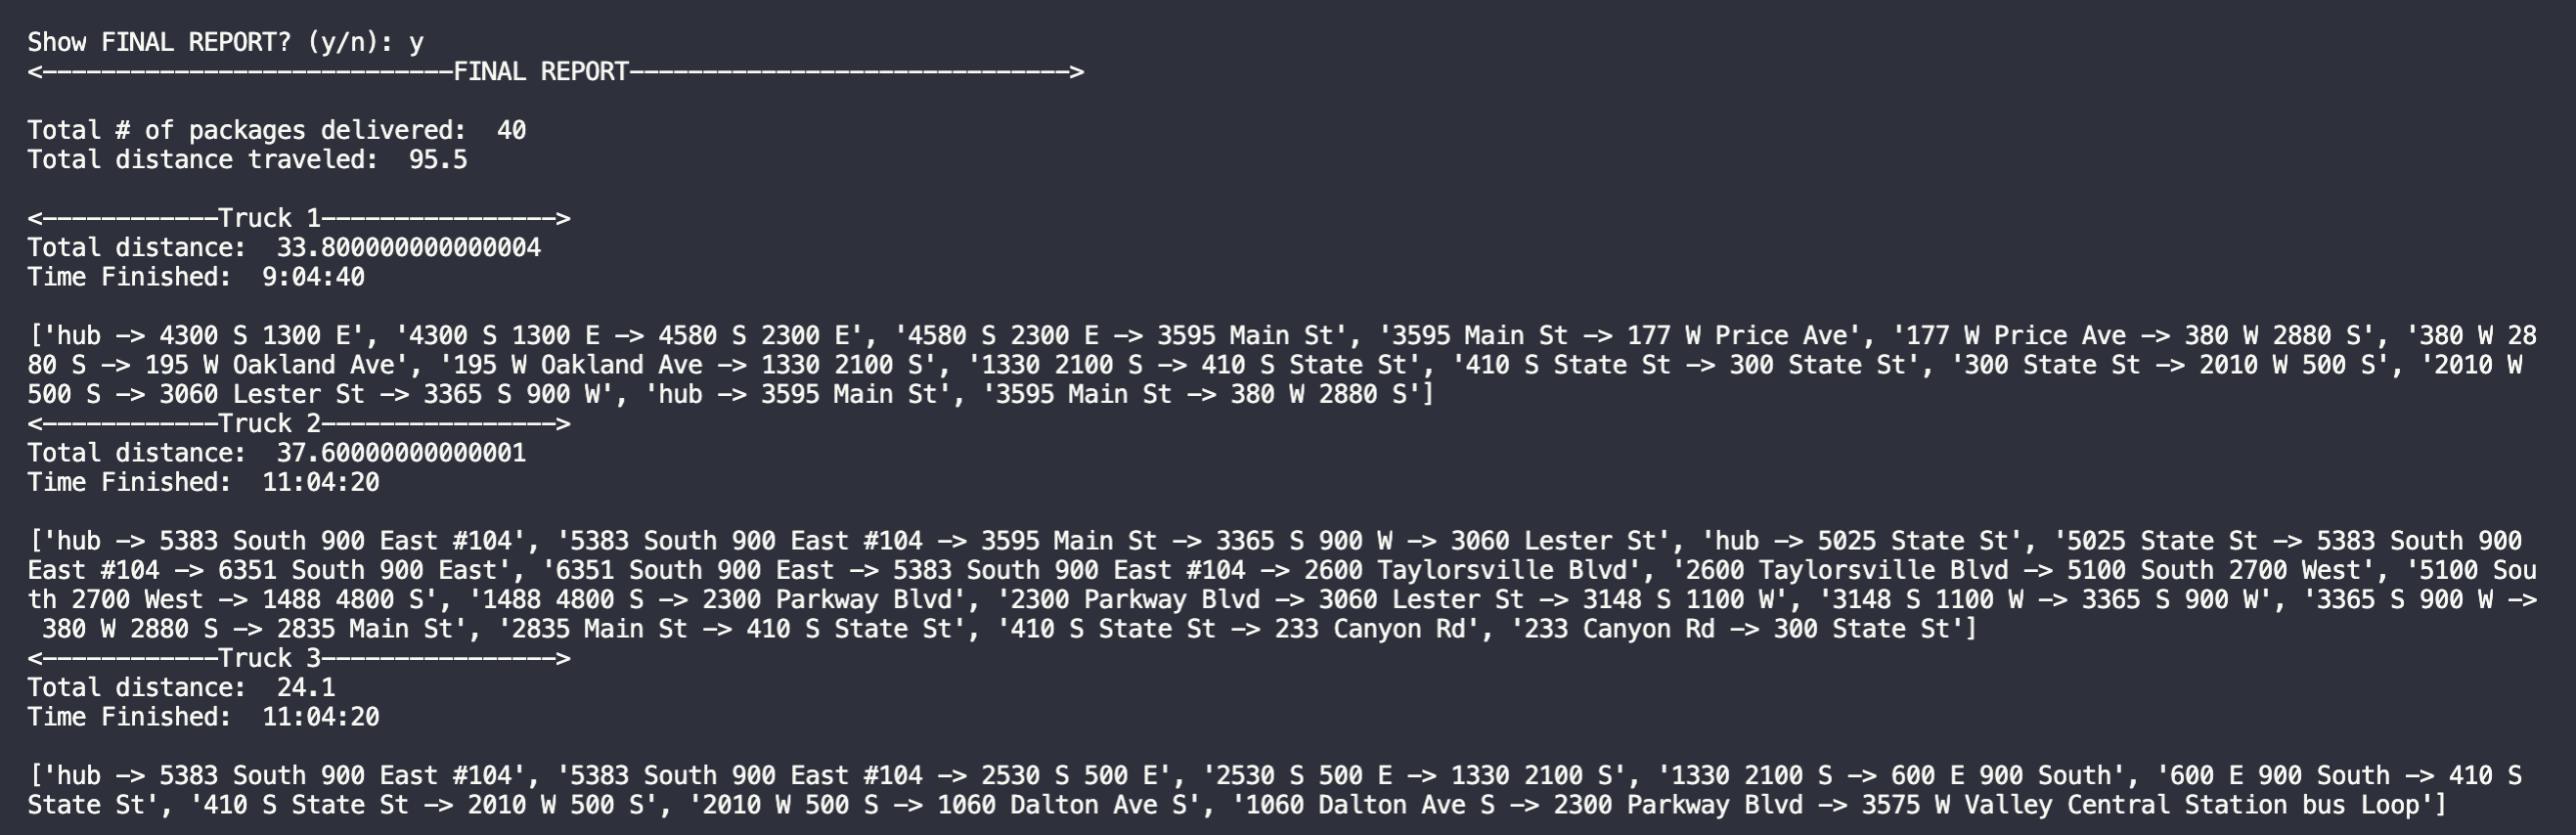 Show FINAL REPORT? (y/n): y
<----------------------------FINAL REPORT------------------------------>
Total # of packages delivered:  40
Total distance traveled:  95.5
<------------Truck 1---------------->
Total distance:  33.800000000000004
Time Finished:  9:04:40
['hub -> 4300 S 1300 E', '4300 S 1300 E -> 4580 S 2300 E', '4580 S 2300 E -> 3595 Main St', '3595 Main St -> 177 W Price Ave', '177 W Price Ave -> 380 W 2880 S', '380 W 28
80 S -> 195 W Oakland Ave', '195 W Oakland Ave -> 1330 2100 S', '1330 2100 S -> 410 S State St', '410 S State St -> 300 State St', '300 State St -> 2010 W 500 S', '2010 W
500 S -> 3060 Lester St -> 3365 S 900 W', 'hub -> 3595 Main St', '3595 Main St -> 380 W 2880 S']
<------------Truck 2---------------->
Total distance:  37.60000000000001
Time Finished:  11:04:20
['hub -> 5383 South 900 East #104', '5383 South 900 East #104 -> 3595 Main St -> 3365 S 900 W -> 3060 Lester St', 'hub -> 5025 State St', '5025 State St -> 5383 South 900
East #104 -> 6351 South 900 East', '6351 South 900 East -> 5383 South 900 East #104 -> 2600 Taylorsville Blvd', '2600 Taylorsville Blvd -> 5100 South 2700 West', '5100 Sou
th 2700 West -> 1488 4800 S', '1488 4800 S -> 2300 Parkway Blvd', '2300 Parkway Blvd -> 3060 Lester St -> 3148 S 1100 W', '3148 S 1100 W -> 3365 S 900 W', '3365 S 900 W ->
 380 W 2880 S -> 2835 Main St', '2835 Main St -> 410 S State St', '410 S State St -> 233 Canyon Rd', '233 Canyon Rd -> 300 State St']
<------------Truck 3---------------->
Total distance:  24.1
Time Finished:  11:04:20
['hub -> 5383 South 900 East #104', '5383 South 900 East #104 -> 2530 S 500 E', '2530 S 500 E -> 1330 2100 S', '1330 2100 S -> 600 E 900 South', '600 E 900 South -> 410 S
State St', '410 S State St -> 2010 W 500 S', '2010 W 500 S -> 1060 Dalton Ave S', '1060 Dalton Ave S -> 2300 Parkway Blvd -> 3575 W Valley Central Station bus Loop']